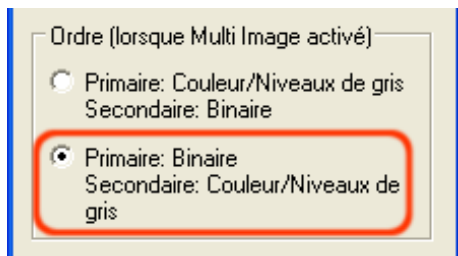 Ordre (lorsque Multi Image activé)
Primaire: Couleur/Niveaux de gris
Secondaire: Binaire
Primaire: Binaire
Secondaire: Couleur/Niveaux de
gris